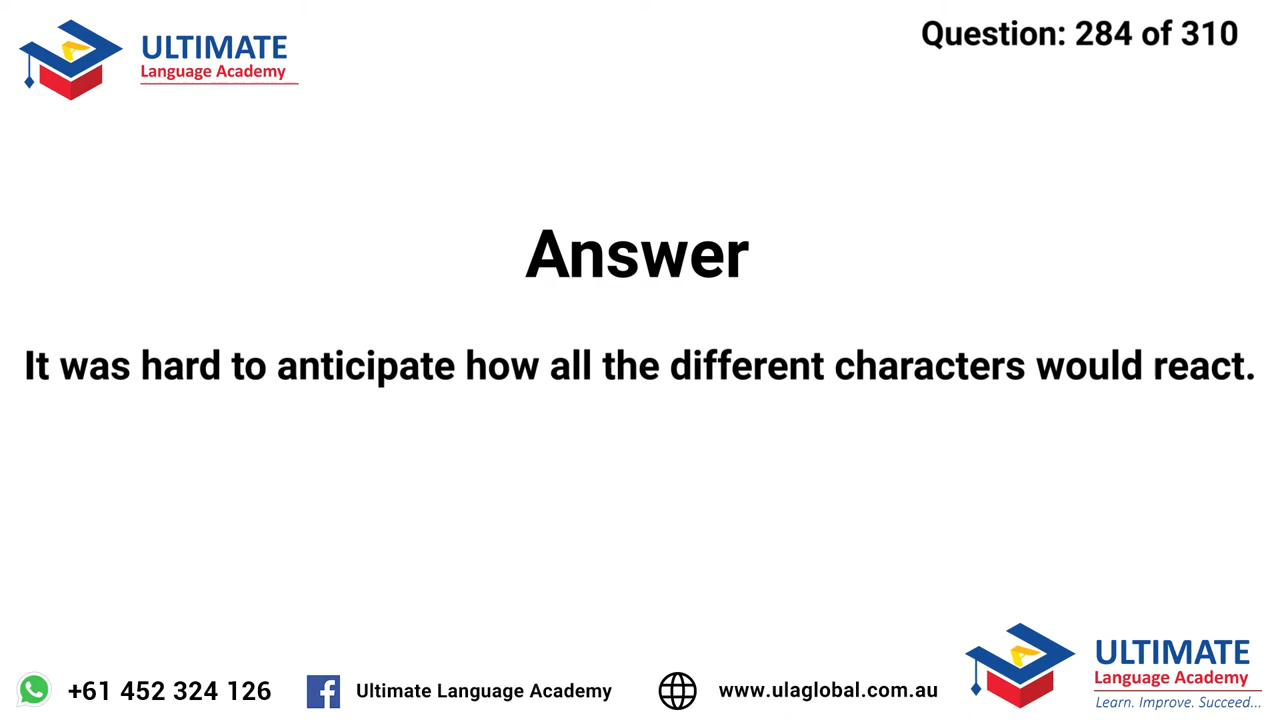 ULTIMATE
Language Academy
Question: 284 of 310
Answer
It was hard to anticipate how all the different characters would react.
+61 452 324 126
Ultimate Language Academy
www.ulaglobal.com.au
ULTIMATE
Language Academy
Learn. Improve. Succeed...